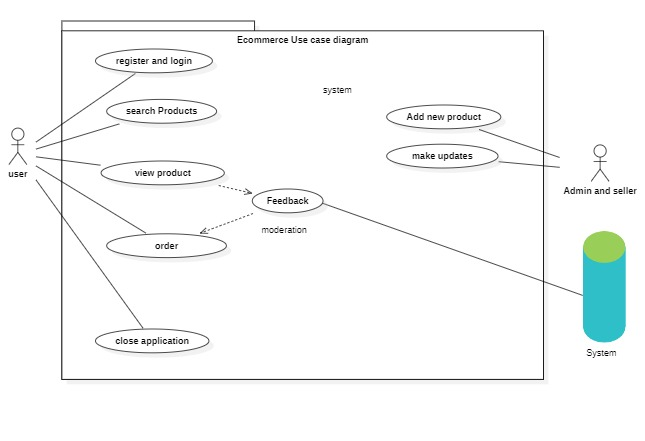 Ecommerce Use case diagram
register and login
system
search Products
Add new product
make updates
user
view product
Admin and seller
Feedback
moderation
order
close application
System